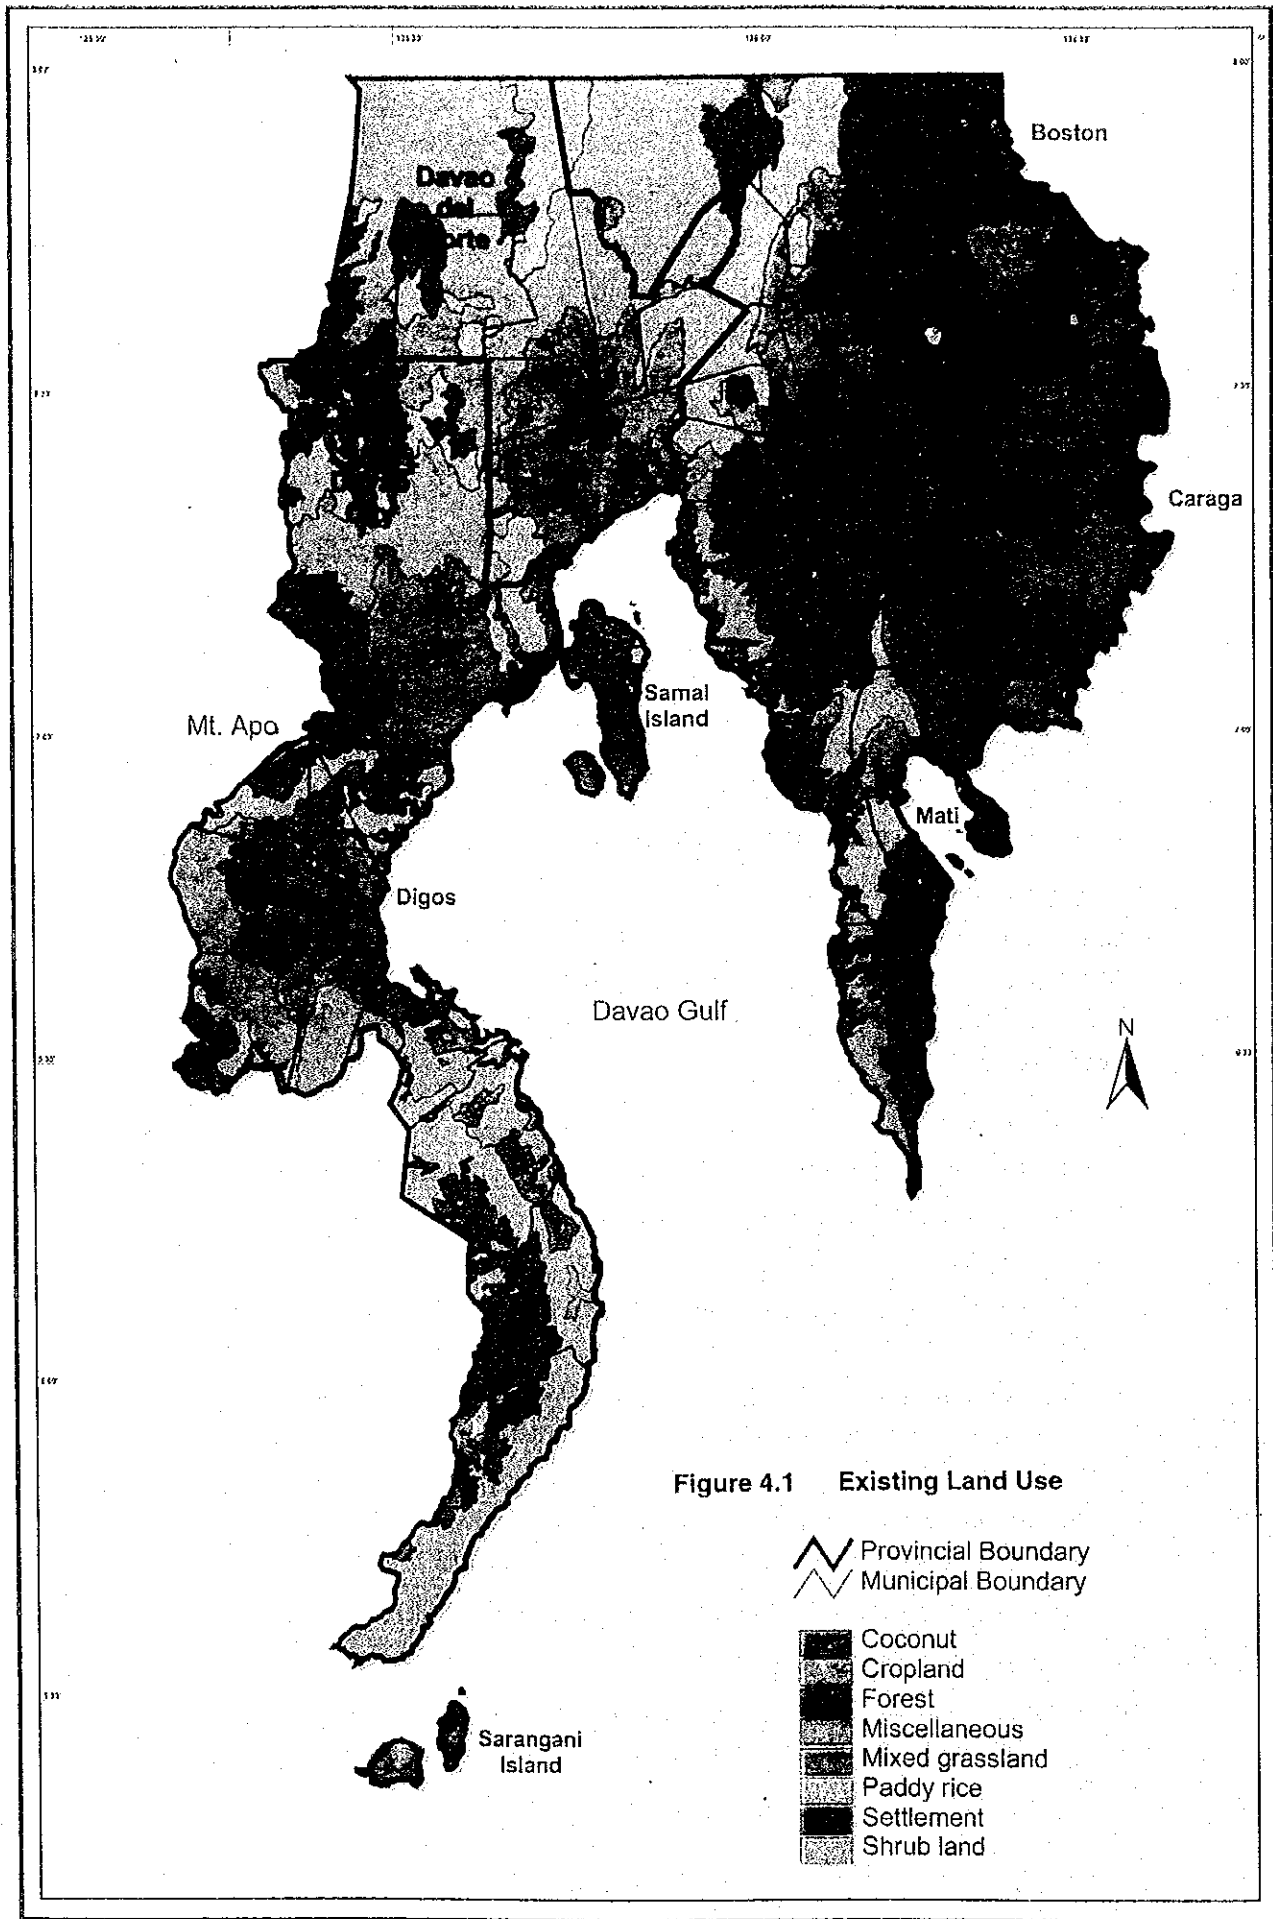 Boston
Davao
del
orte
Caraga
Samal
Island
Mt. Apo
Mati
Digos
Davao Gulf
N
Figure 4.1 Existing Land Use
Provincial Boundary
Municipal Boundary
Coconut
Cropland
Forest
Miscellaneous
Mixed grassland
Paddy rice
Settlement
Shrub land
Sarangani
Island